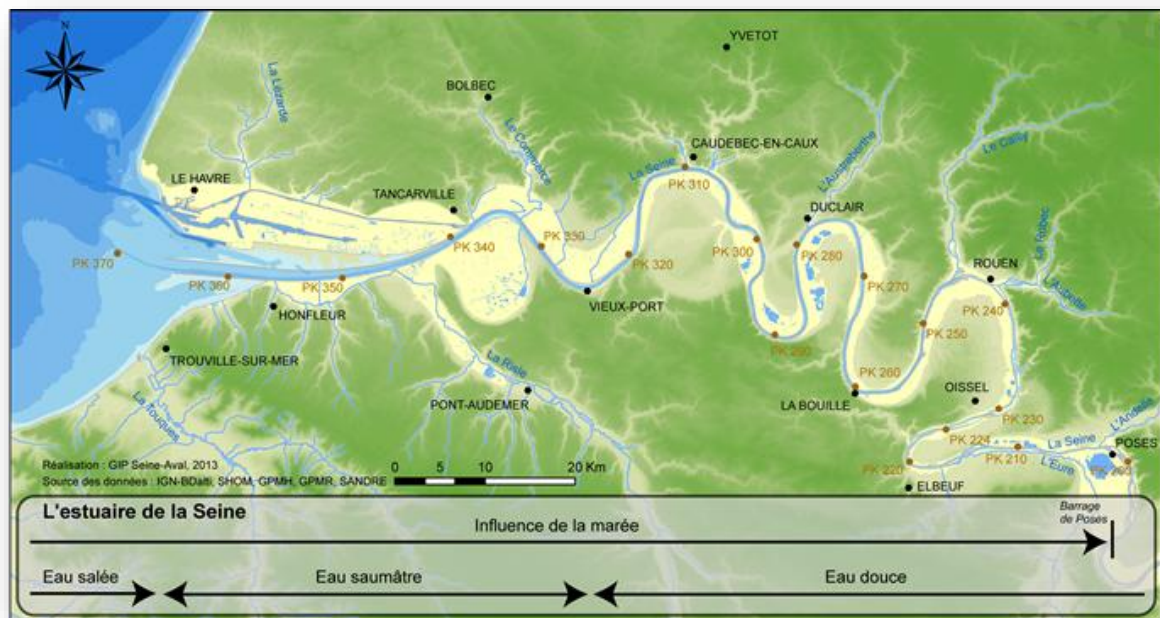 N
YVETOT
La Lézarde
BOLBEC
Le Commerce
CAUDEBEC-EN-CAUX
La Seine
L'Austreberthe
Le Cailly
LE HAVRE
PK 310
TANCARVILLE
DUCLAIR
PK 330
PK 300
PK 280
Le Robec
PK 340
PK 370
PK 320
ROUEN
PK 360
PK 350
PK 270
L'Aubette
HONFLEUR
VIEUX-PORT
PK 240
PK 250
PK 290
TROUVILLE-SUR-MER
La Risle
PK 260
OISSEL
PONT-AUDEMER
LA BOUILLE
La Touques
PK 230
L'Andelle
PK 224
La Seine
POSES
Réalisation : GIP Seine-Aval, 2013
0 5 10 20 Km
PK 220
PK 210
L'Eure
PK 200
Source des données : IGN-BDalti, SHOM, GPMH, GPMR, SANDRE
ELBEUF
L'estuaire de la Seine
Barrage
de Poses
Influence de la marée
Eau salée
Eau saumâtre
Eau douce